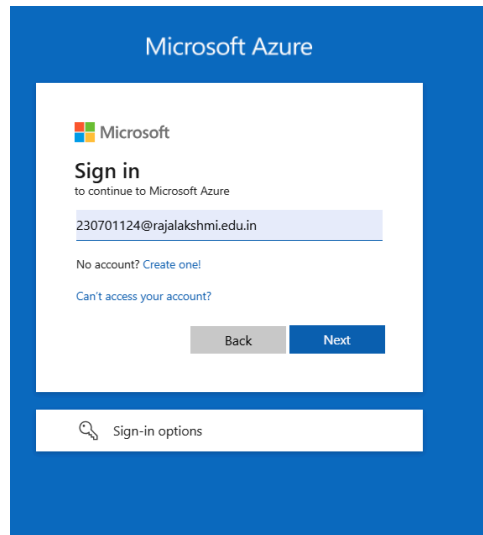 Microsoft Azure
Microsoft
Sign in
to continue to Microsoft Azure
230701124@rajalakshmi.edu.in
No account? Create one!
Can't access your account?
Back Next
Sign-in options